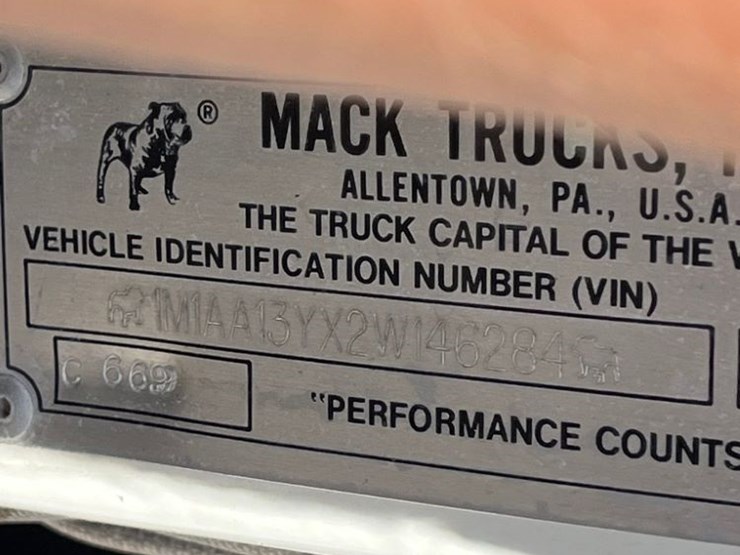 ®
MACK TRUCKS,
ALLENTOWN, PA., U.S.A.
THE TRUCK CAPITAL OF THE
VEHICLE IDENTIFICATION NUMBER (VIN)
1M1AA13YX2W146284
C 669
"PERFORMANCE COUNTS